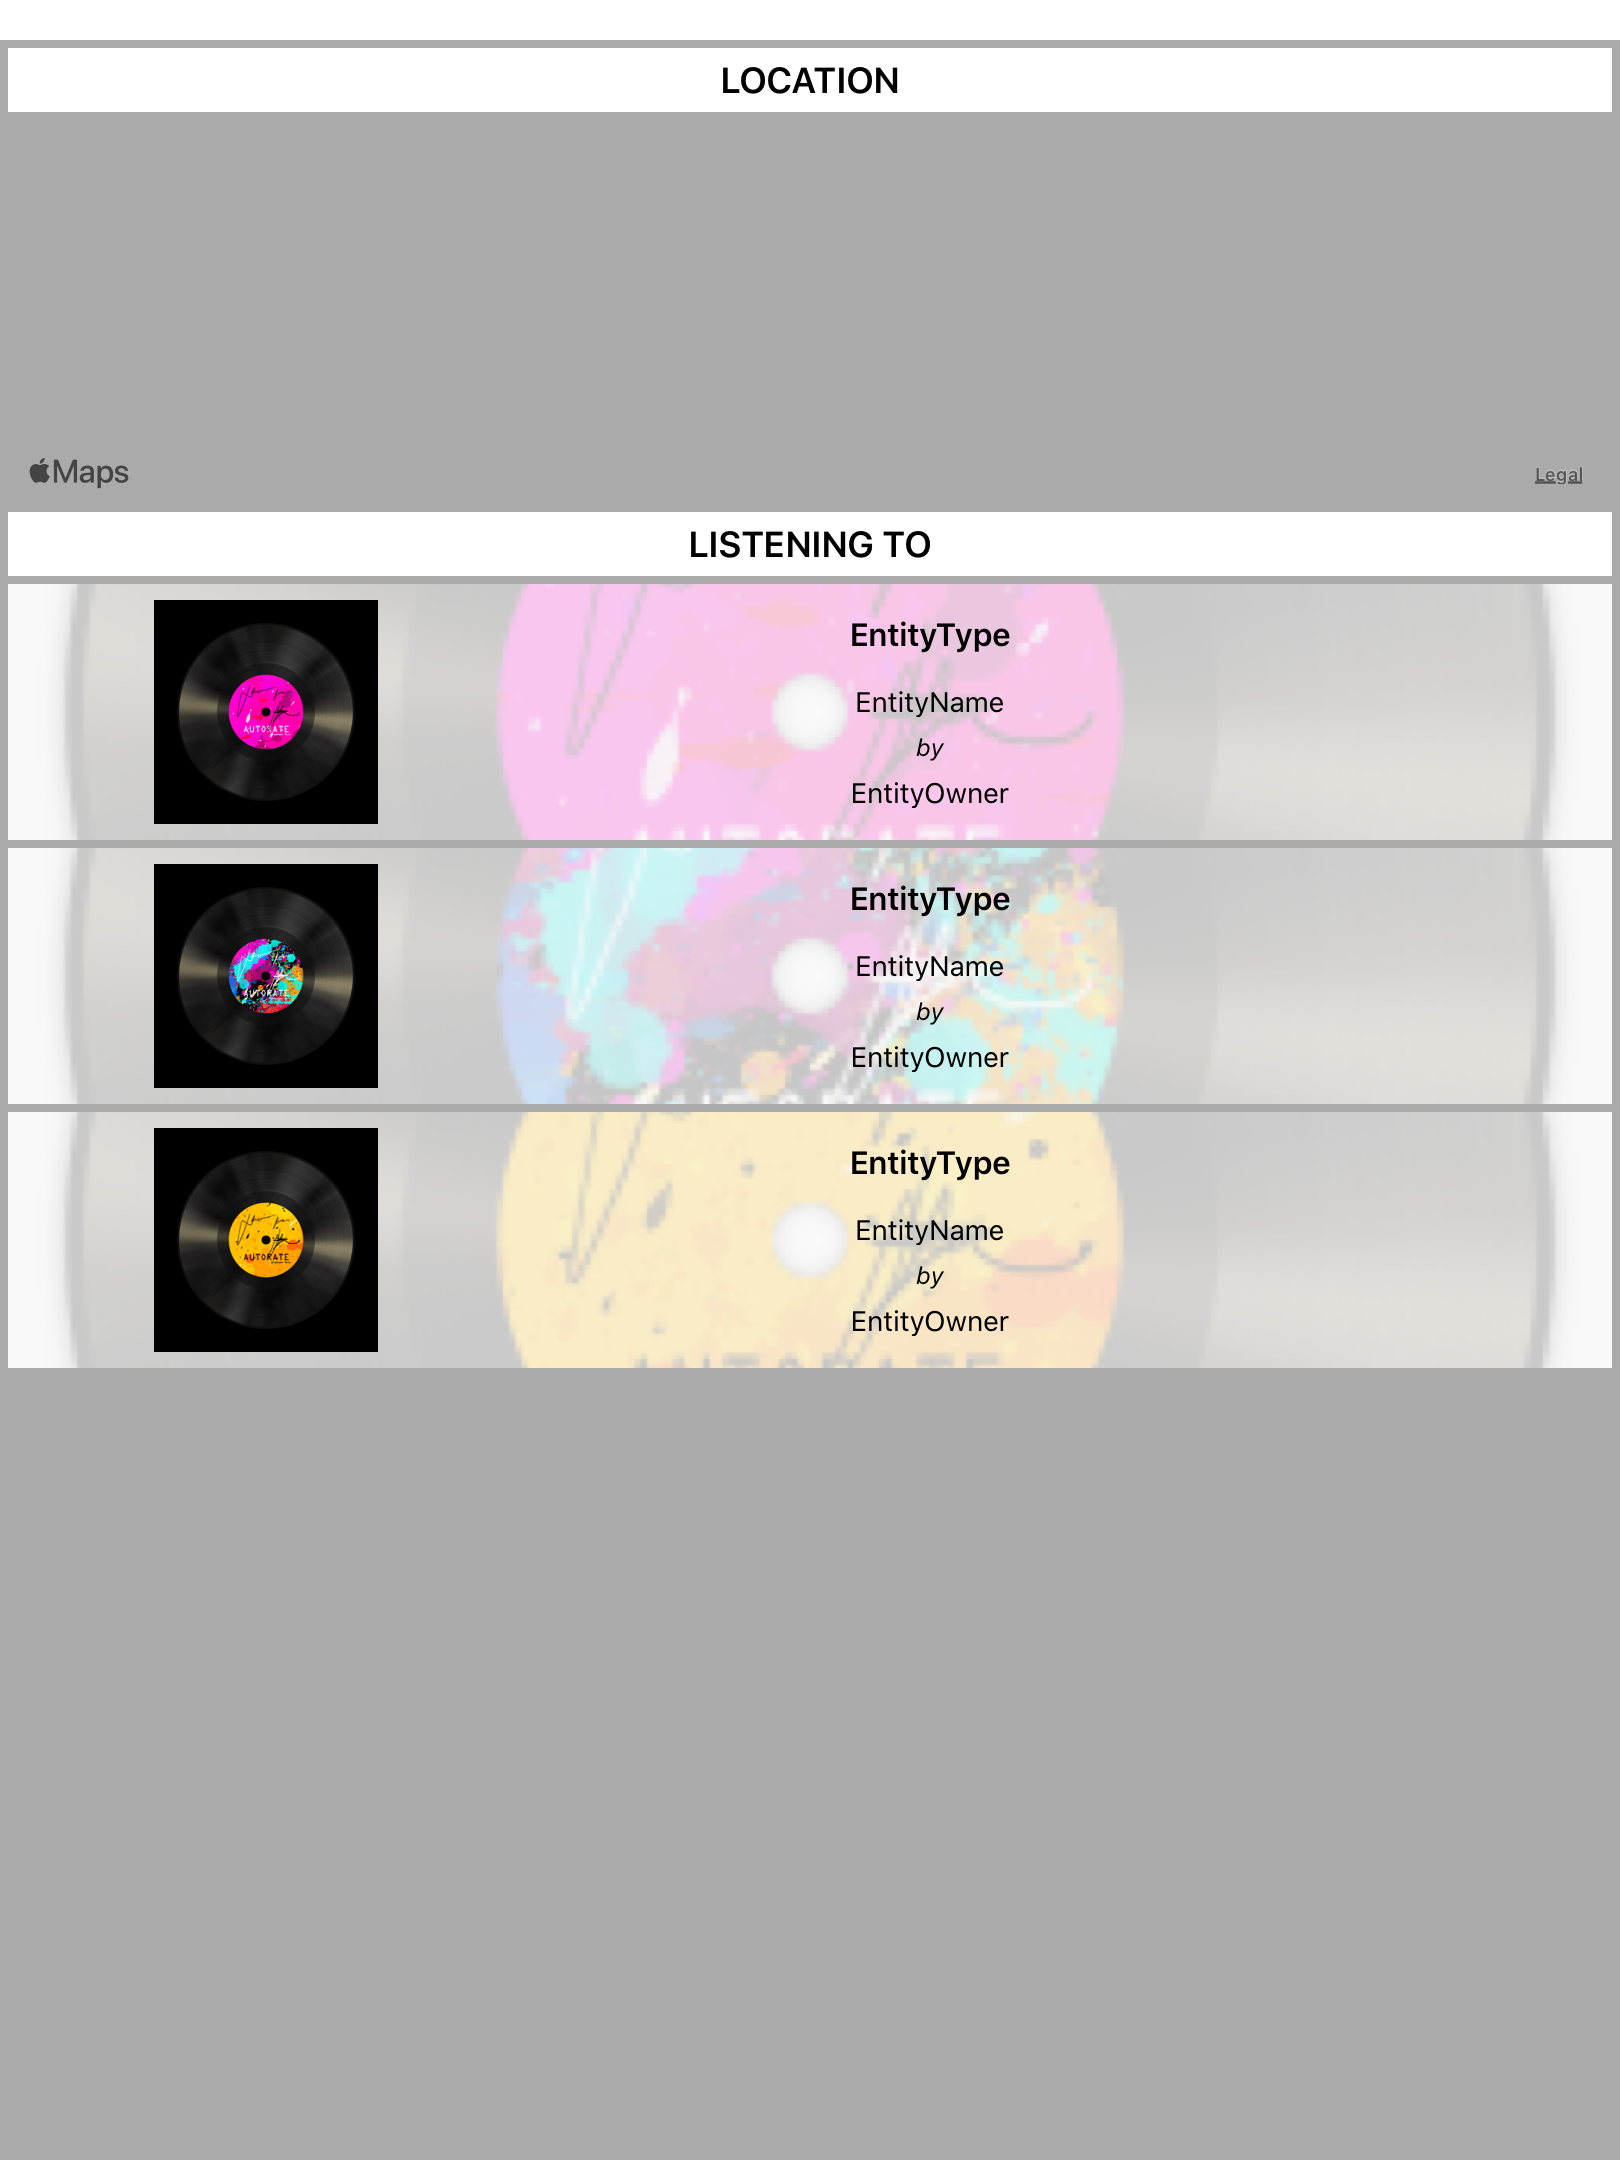 LOCATION
Maps
Legal
LISTENING TO
AUTORATE
EntityType
EntityName
by
EntityOwner
AUTORATE
EntityType
EntityName
by
EntityOwner
AUTORATE
EntityType
EntityName
by
EntityOwner